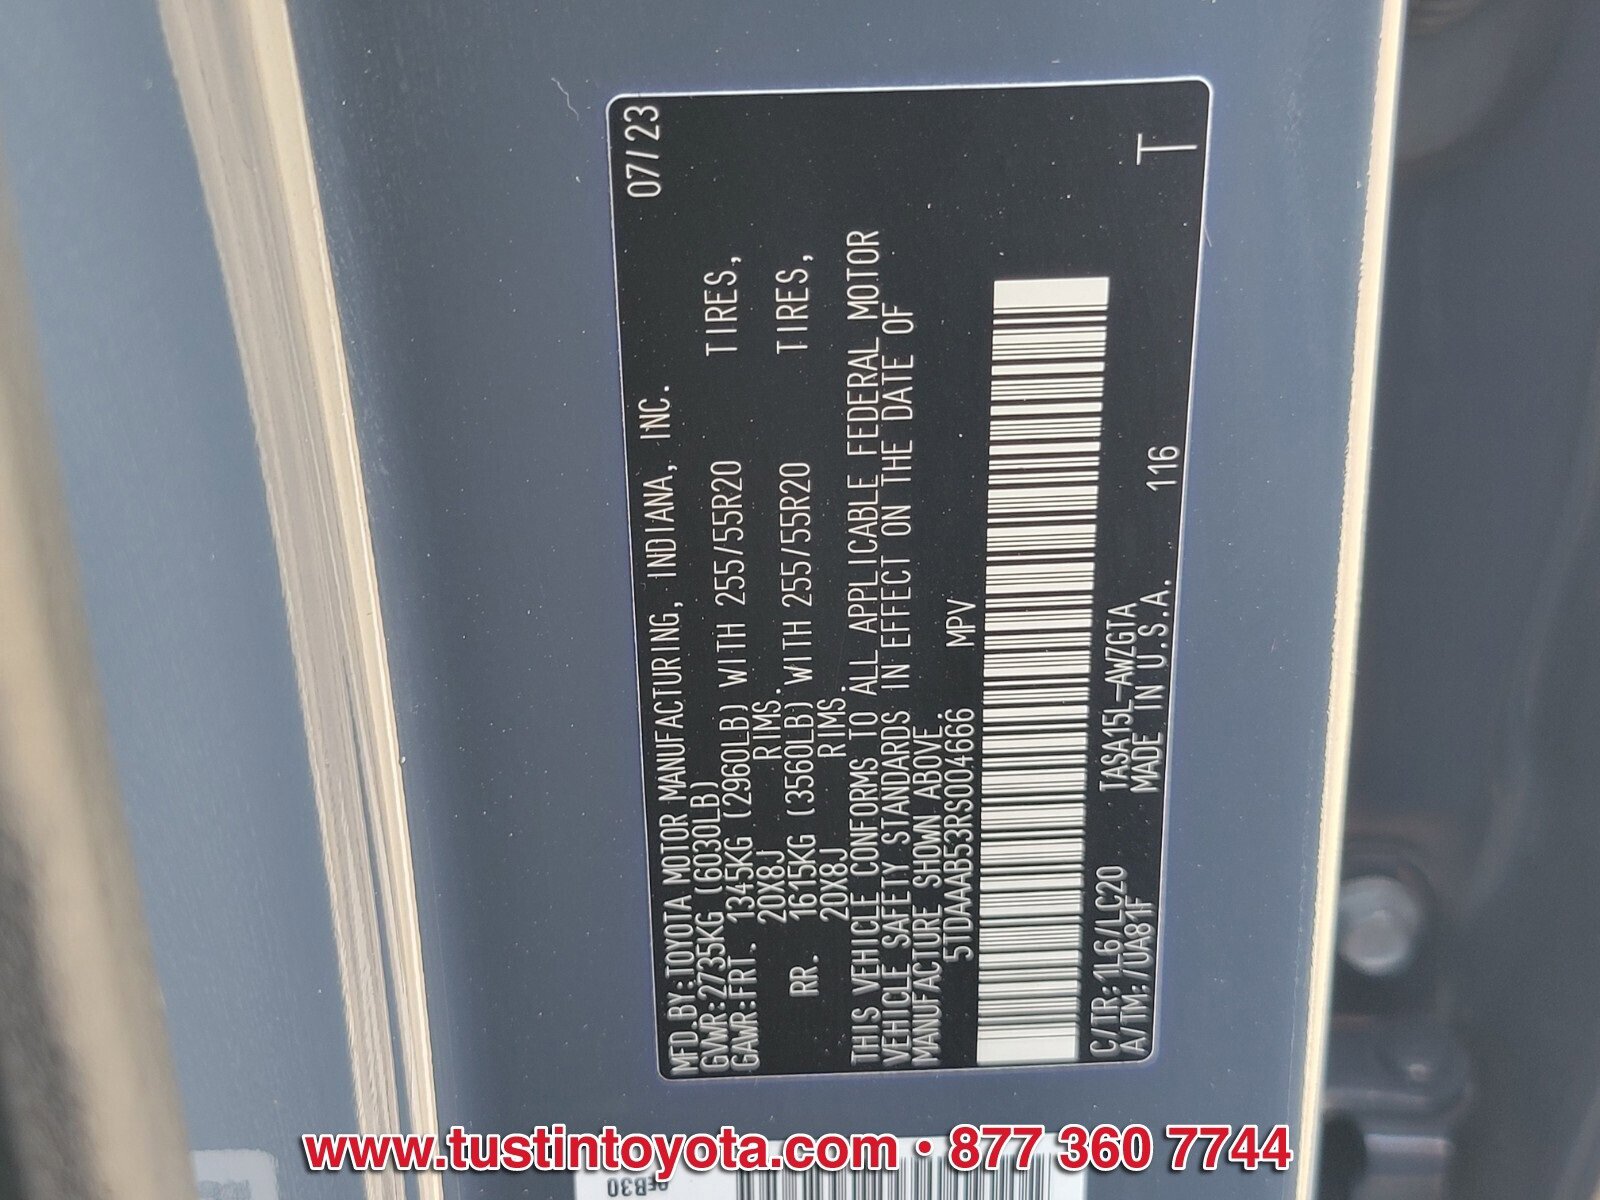 MFD.BY:TOYOTA MOTOR MANUFACTURING, INDIANA, INC. 07/23
GVWR:2735KG (6030LB)
GAWR:FRT. 1345KG (2960LB) WITH 255/55R20 TIRES,
20X8J RIMS.
RR. 1615KG (3560LB) WITH 255/55R20 TIRES,
20X8J RIMS.
THIS VEHICLE CONFORMS TO ALL APPLICABLE FEDERAL MOTOR
VEHICLE SAFETY STANDARDS IN EFFECT ON THE DATE OF
MANUFACTURE SHOWN ABOVE.
5TDAAAB53RS004666 MPV
C/TR:1L6/LC20 TASA15L-AWZGTA
A/TM:/UA81F MADE IN U.S.A. 116
T
www.tustintoyota.com • 877 360 7744